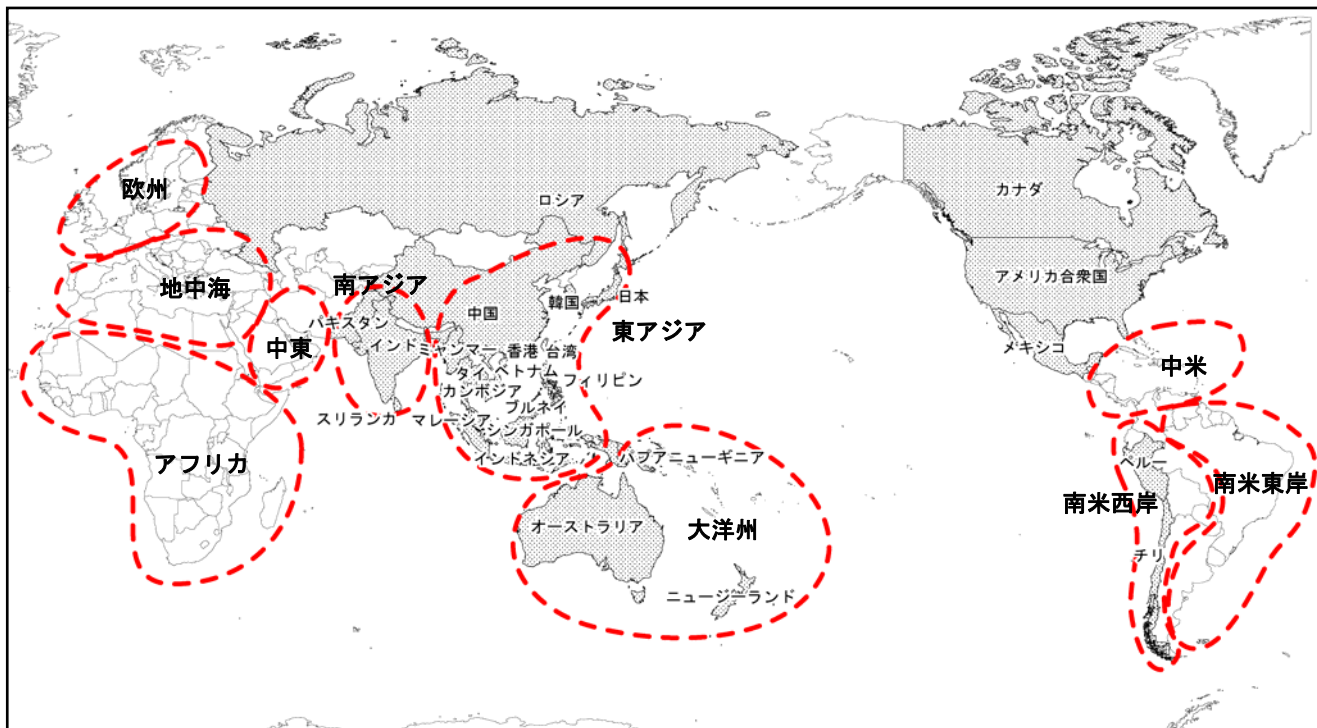 欧州
地中海
中東
アフリカ
南アジア
パキスタン
インド
スリランカ
ロシア
中国
韓国
日本
東アジア
ミャンマー
香港
台湾
タイ
ベトナム
カンボジア
フィリピン
ブルネイ
マレーシア
シンガポール
インドネシア
パプアニューギニア
オーストラリア
大洋州
ニュージーランド
カナダ
アメリカ合衆国
メキシコ
中米
ペルー
南米西岸
南米東岸
チリ